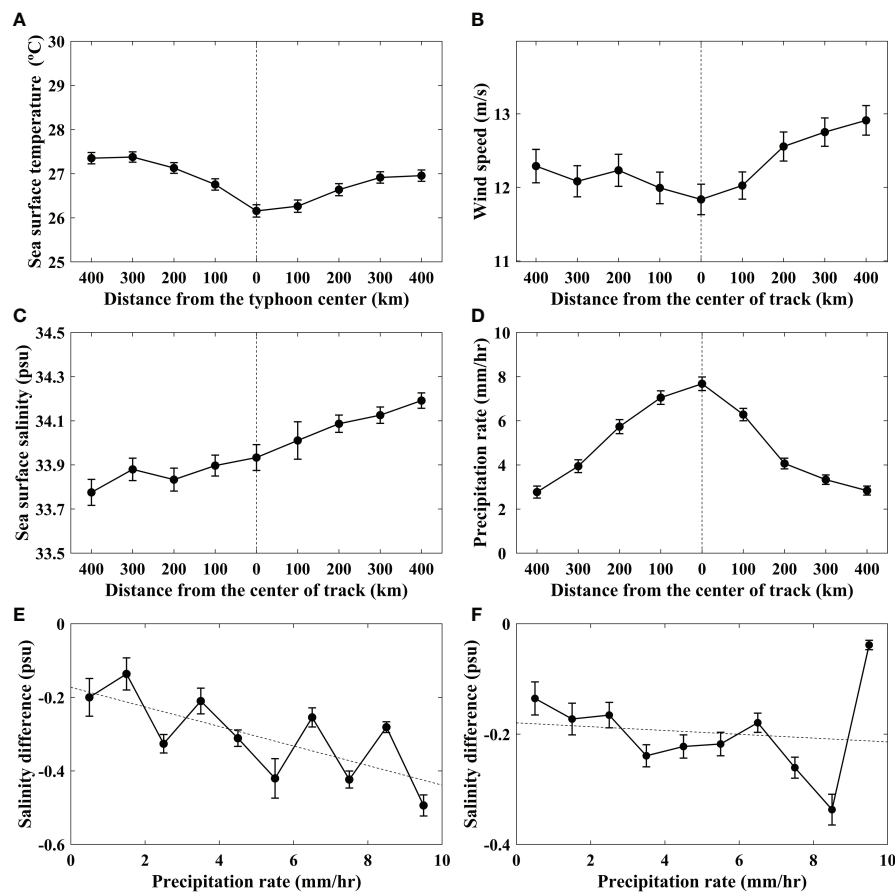 A
B
Sea surface temperature (ºC)
30
29
28
27
26
25
400 300 200 100 0 100 200 300 400
Distance from the typhoon center (km)
Wind speed (m/s)
13
12
11
400 300 200 100 0 100 200 300 400
Distance from the center of track (km)
C
D
Sea surface salinity (psu)
34.5
34.3
34.1
33.9
33.7
33.5
400 300 200 100 0 100 200 300 400
Distance from the center of track (km)
Precipitation rate (mm/hr)
10
8
6
4
2
0
400 300 200 100 0 100 200 300 400
Distance from the center of track (km)
E
F
Salinity difference (psu)
0
-0.2
-0.4
-0.6
0 2 4 6 8 10
Precipitation rate (mm/hr)
Salinity difference (psu)
0
-0.2
-0.4
0 2 4 6 8 10
Precipitation rate (mm/hr)